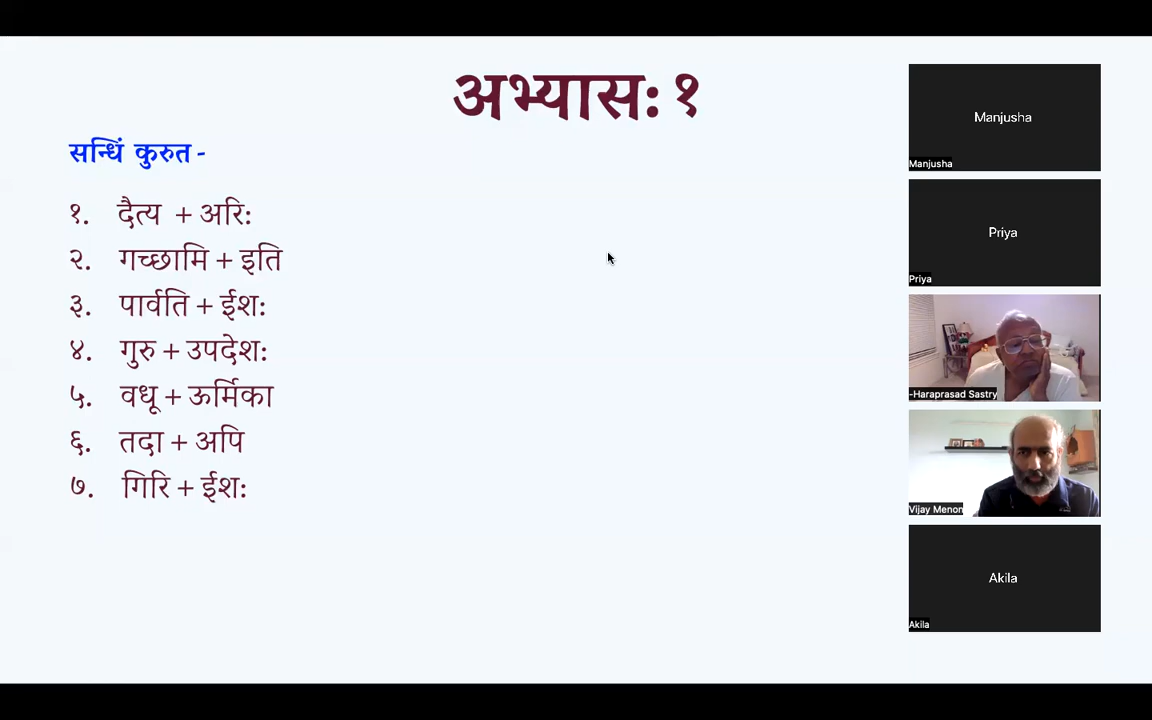 अभ्यास: १
सन्धिं कुरुत -
१. दैत्य + अरि:
२. गच्छामि + इति
३. पार्वति + ईश:
४. गुरु + उपदेश:
५. वधू + ऊर्मिका
६. तदा + अपि
७. गिरि + ईश:
Manjusha
Manjusha
Priya
Priya
-Haraprasad Sastry
Vijay Menon
Akila
Akila